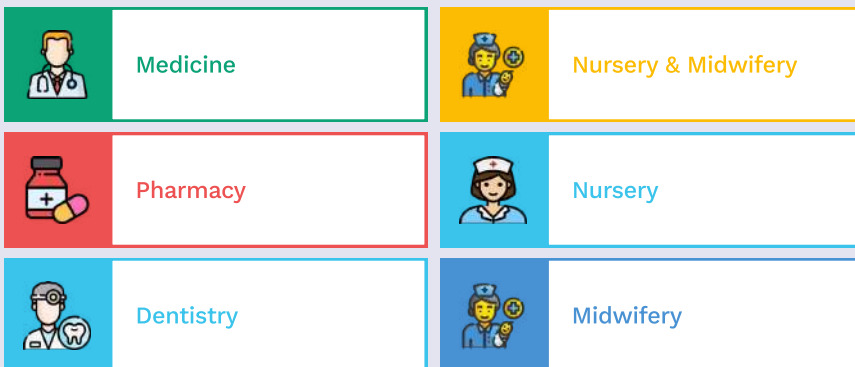 Medicine
Nursery & Midwifery
Pharmacy
Nursery
Dentistry
Midwifery